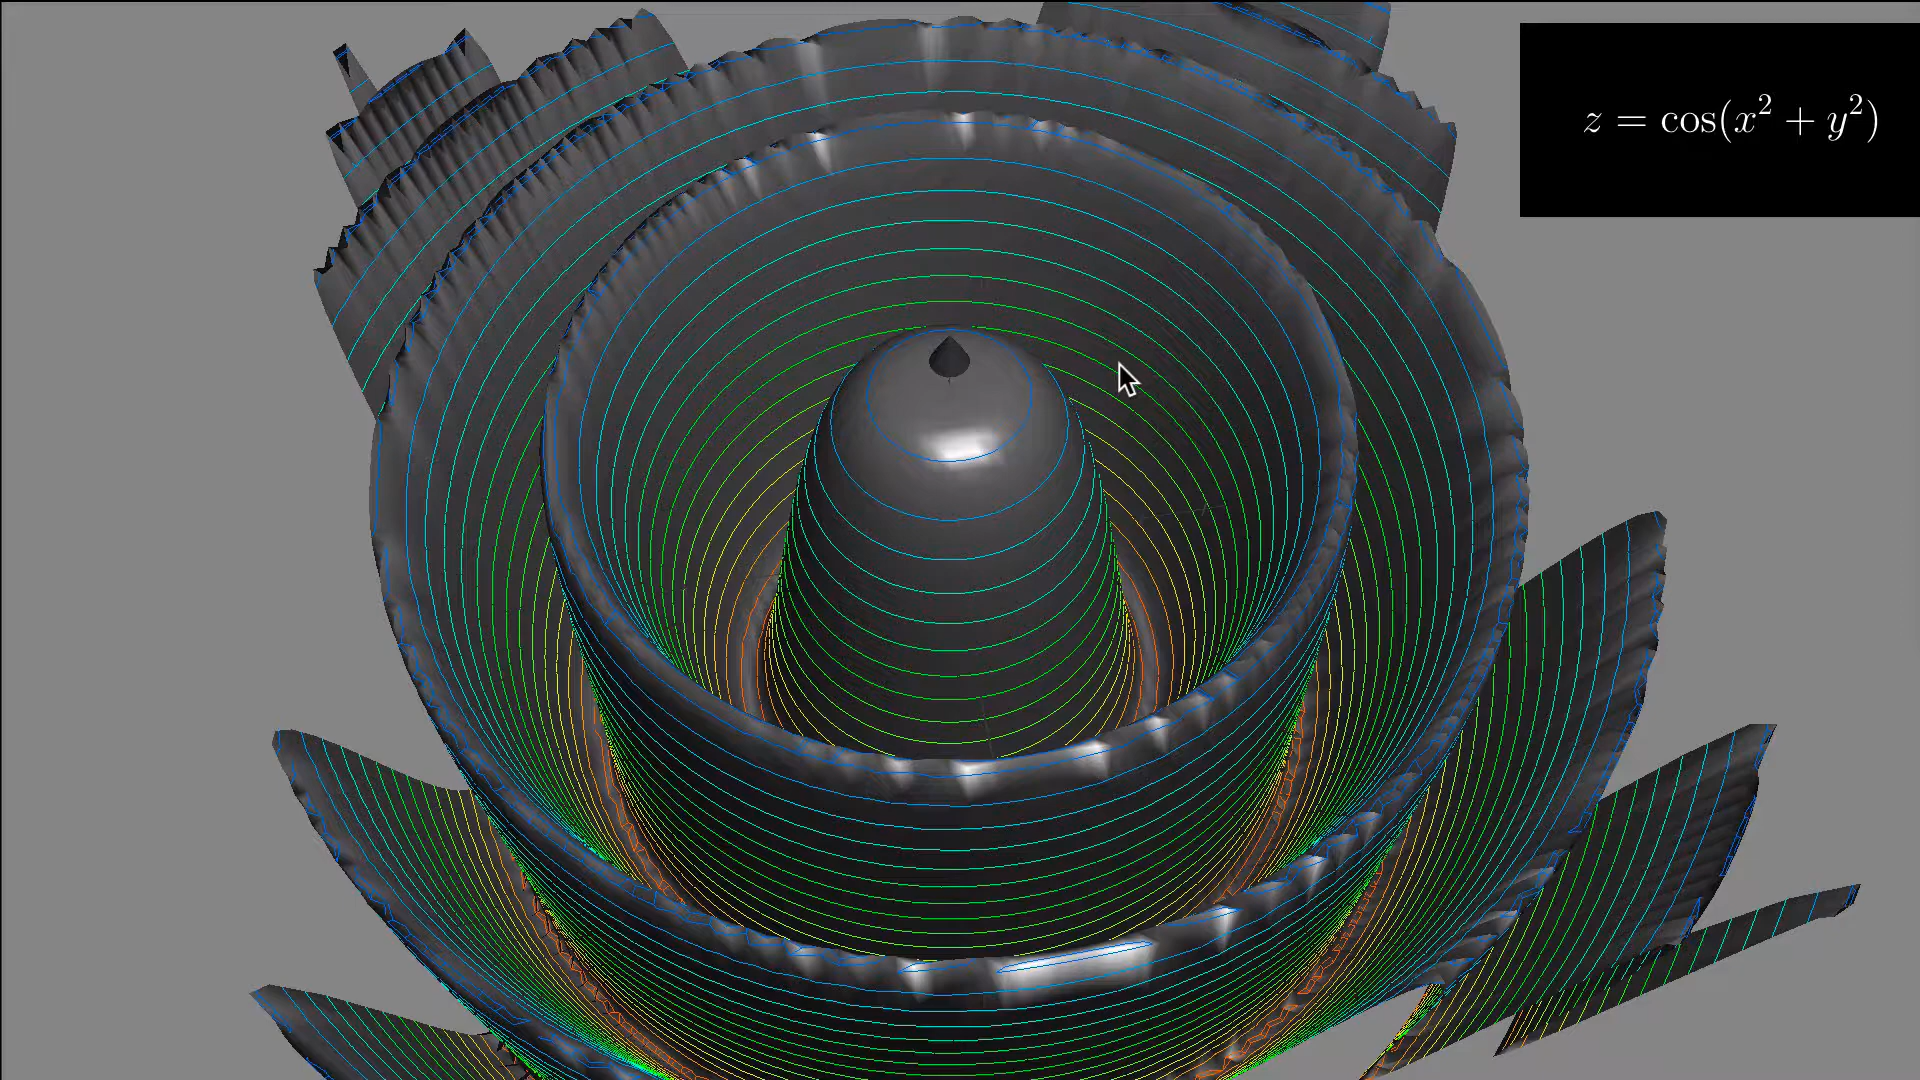 z = cos(x² + y²)